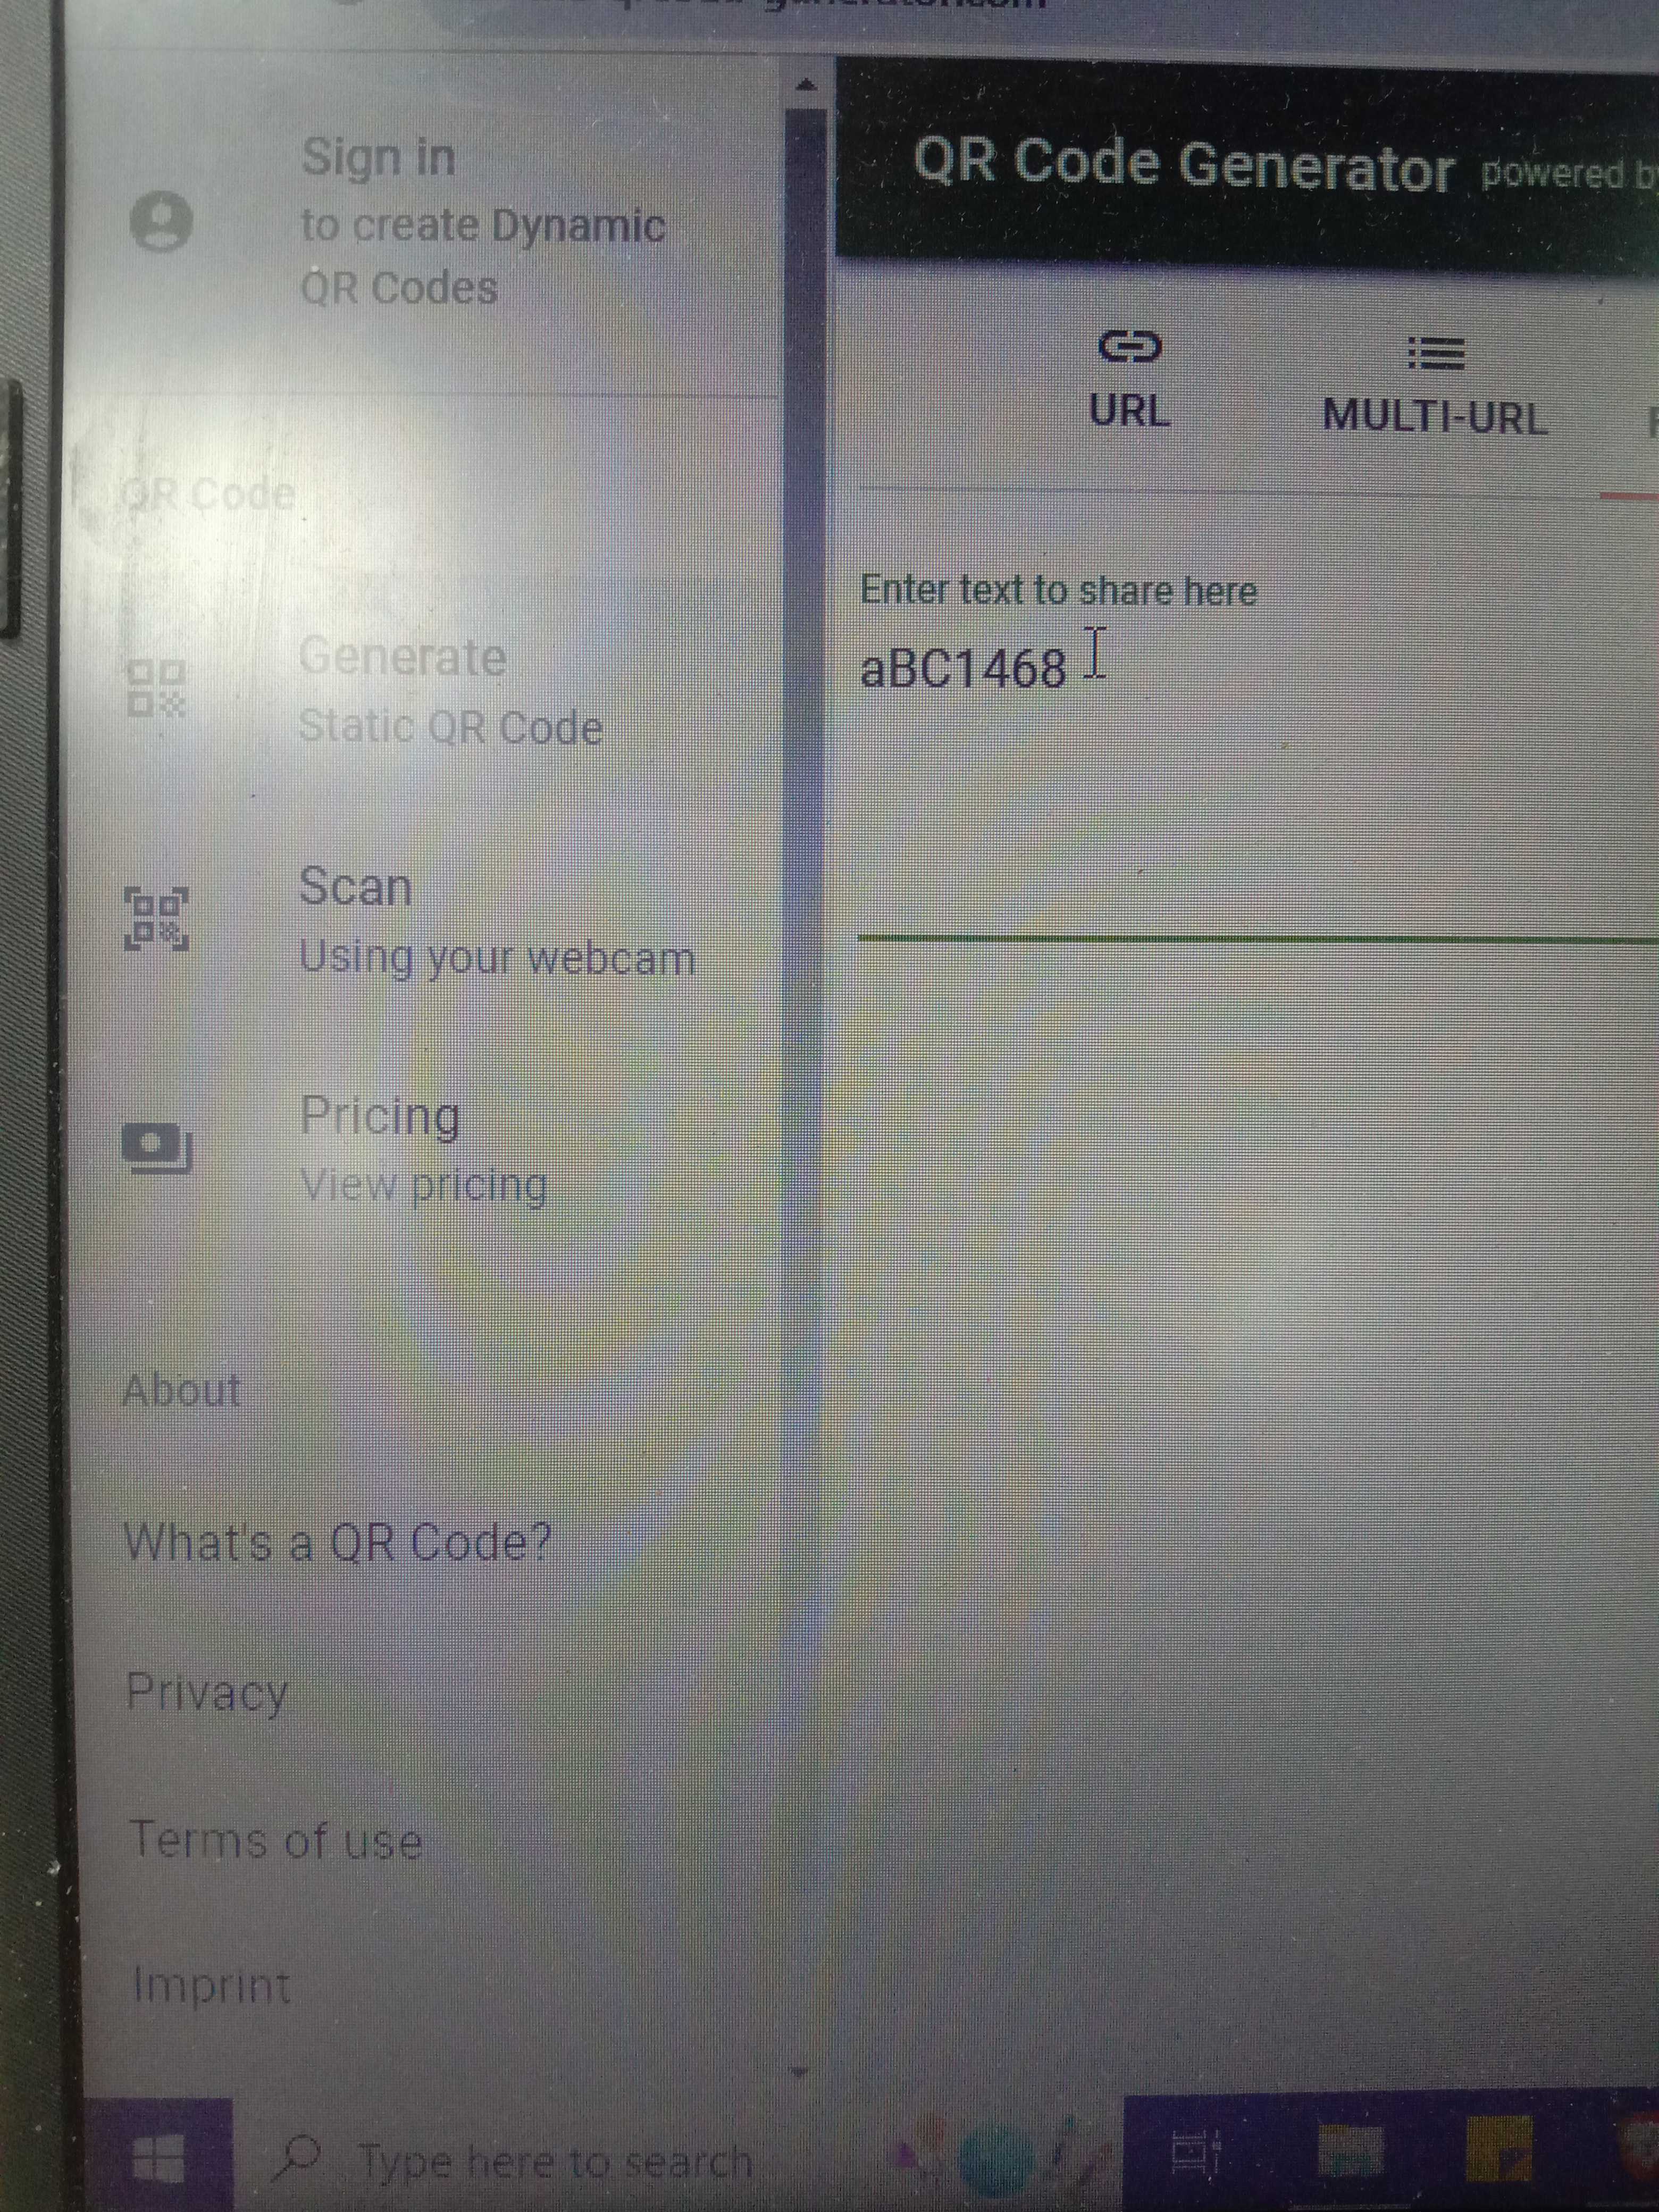 Sign in
to create Dynamic
QR Codes
QR Code
Generate
Static QR Code
Scan
Using your webcam
Pricing
View pricing
About
What's a QR Code?
Privacy
Terms of use
Imprint
QR Code Generator powered by
URL
MULTI-URL
Enter text to share here
aBC1468
Type here to search